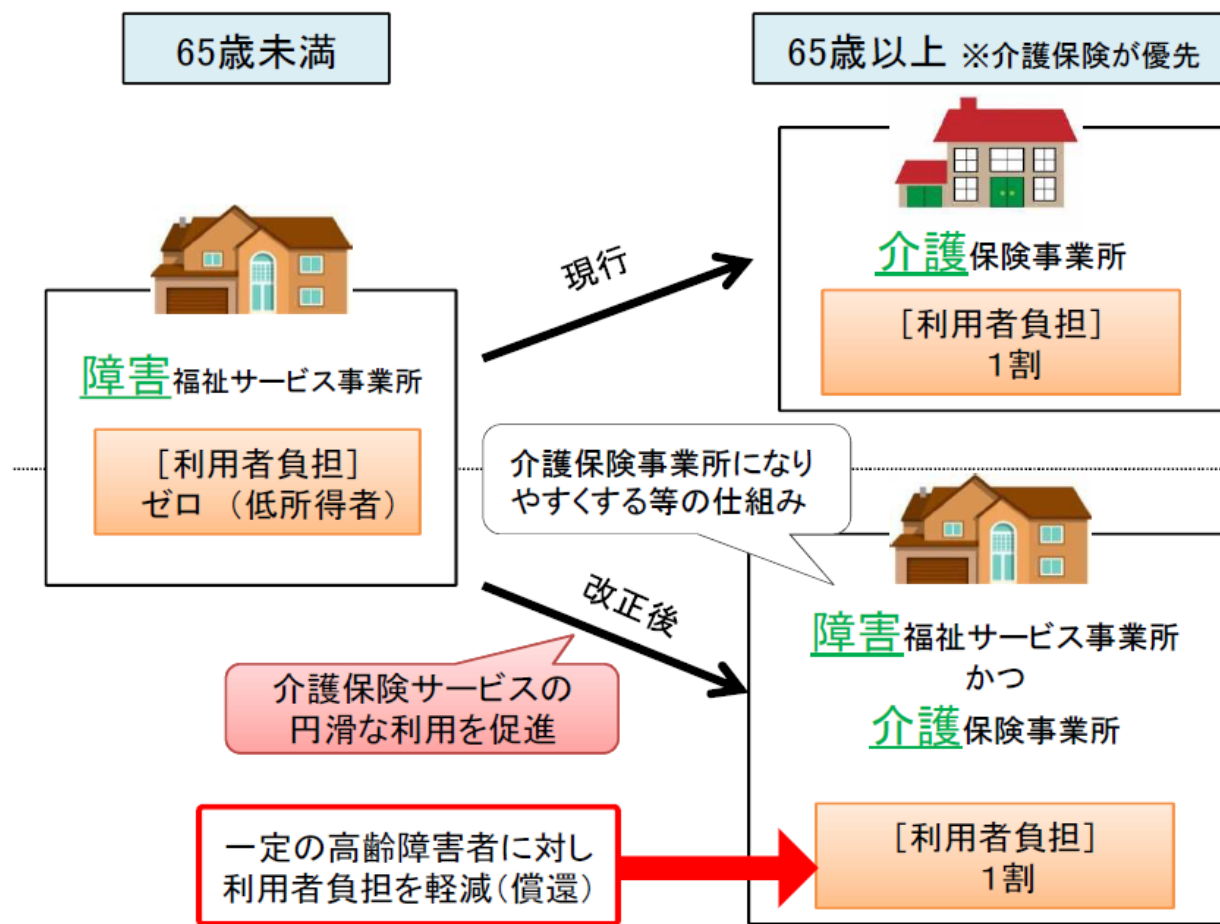 65歳未満
65歳以上 ※介護保険が優先
障害福祉サービス事業所
[利用者負担]
ゼロ (低所得者)
現行
介護保険事業所
[利用者負担]
1割
介護保険事業所になり
やすくする等の仕組み
改正後
介護保険サービスの
円滑な利用を促進
障害福祉サービス事業所
かつ
介護保険事業所
一定の高齢障害者に対し
利用者負担を軽減(償還)
[利用者負担]
1割